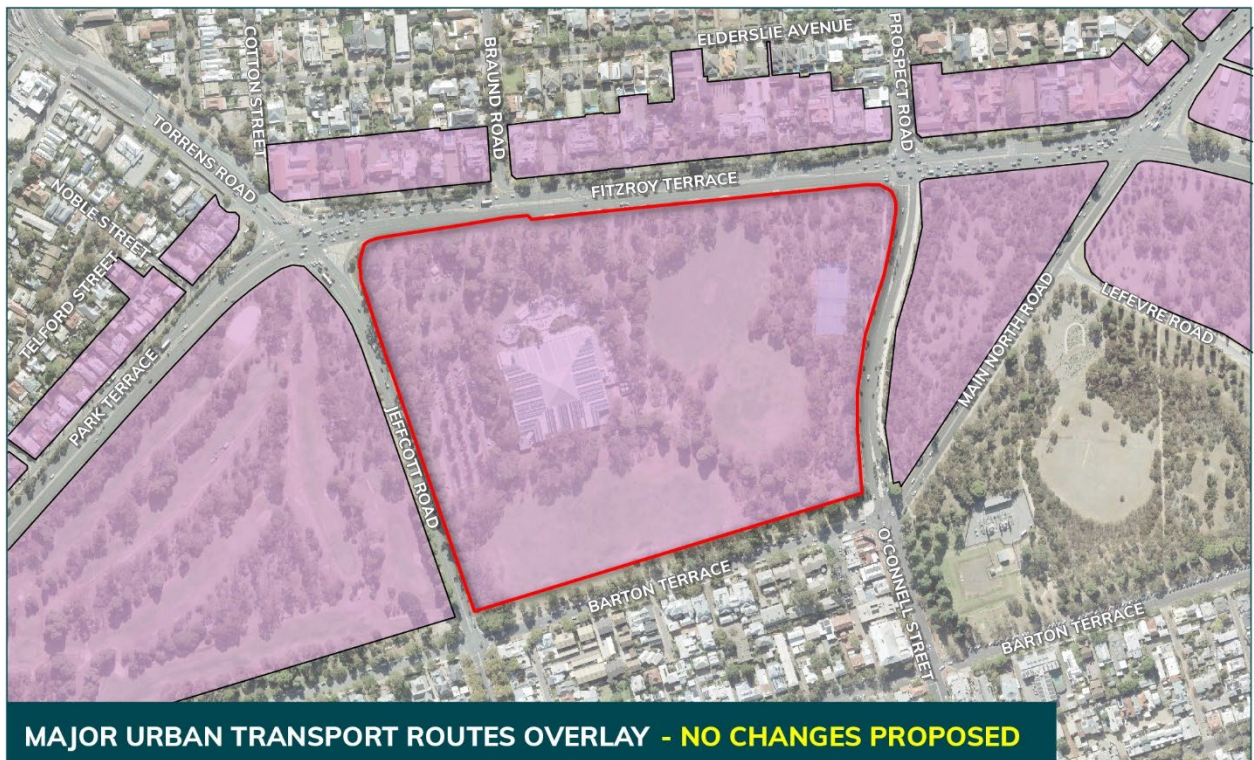 ELDERSLIE AVENUE
COTTON STREET
BRAUND ROAD
PROSPECT ROAD
TORRENS ROAD
FITZROY TERRACE
NOBLE STREET
TELFORD STREET
PARK TERRACE
JEFFCOTT ROAD
MAIN NORTH ROAD
LEFEVRE ROAD
BARTON TERRACE
O'CONNELL STREET
BARTON TERRACE
MAJOR URBAN TRANSPORT ROUTES OVERLAY - NO CHANGES PROPOSED